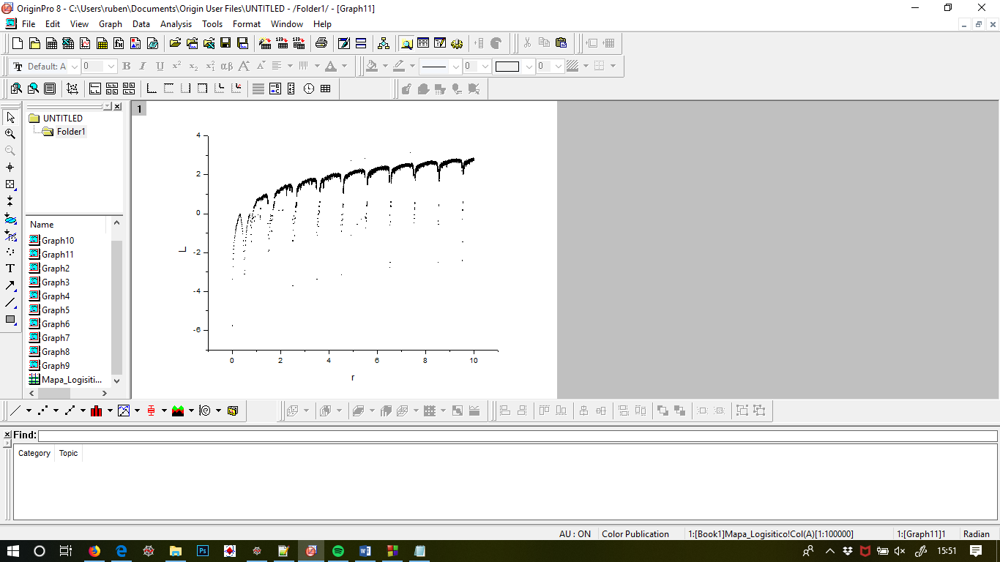 OriginPro 8 - C:\Users\ruben\Documents\Origin User Files\UNTITLED - /Folder1/ - [Graph11]
File Edit View Graph Data Analysis Tools Format Window Help
Default: A 0 B I U x² x₂ αβ A A A 0 0
UNTITLED
Folder1
1
Name
Graph10
Graph11
Graph2
Graph3
Graph4
Graph5
Graph6
Graph7
Graph8
Graph9
Mapa_Logisiti...
4
2
0
-2
-4
-6
L
0 2 4 6 8 10
r
Find:
Category Topic
AU : ON Color Publication 1:[Book1]Mapa_Logisitico!Col(A)[1:100000] 1:[Graph11]1 Radian
15:51